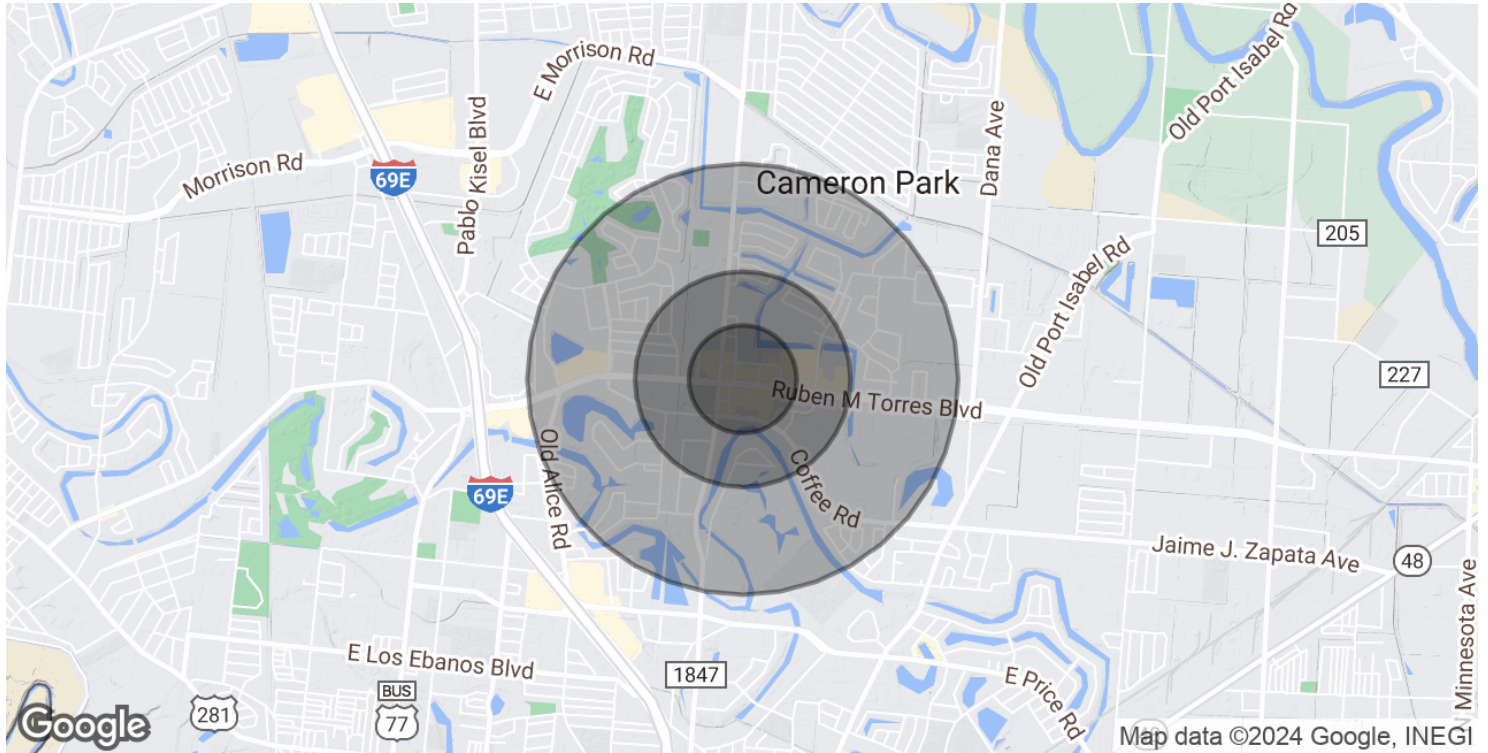 E Morrison Rd
Old Port Isabel Rd
Pablo Kisel Blvd
Dana Ave
Morrison Rd
69E
Cameron Park
205
Old Port Isabel Rd
227
Ruben M Torres Blvd
Old Alice Rd
Coffee Rd
69E
Jaime J. Zapata Ave
48
N Minnesota Ave
E Los Ebanos Blvd
1847
E Price Rd
BUS
77
281
Google
Map data ©2024 Google, INEGI